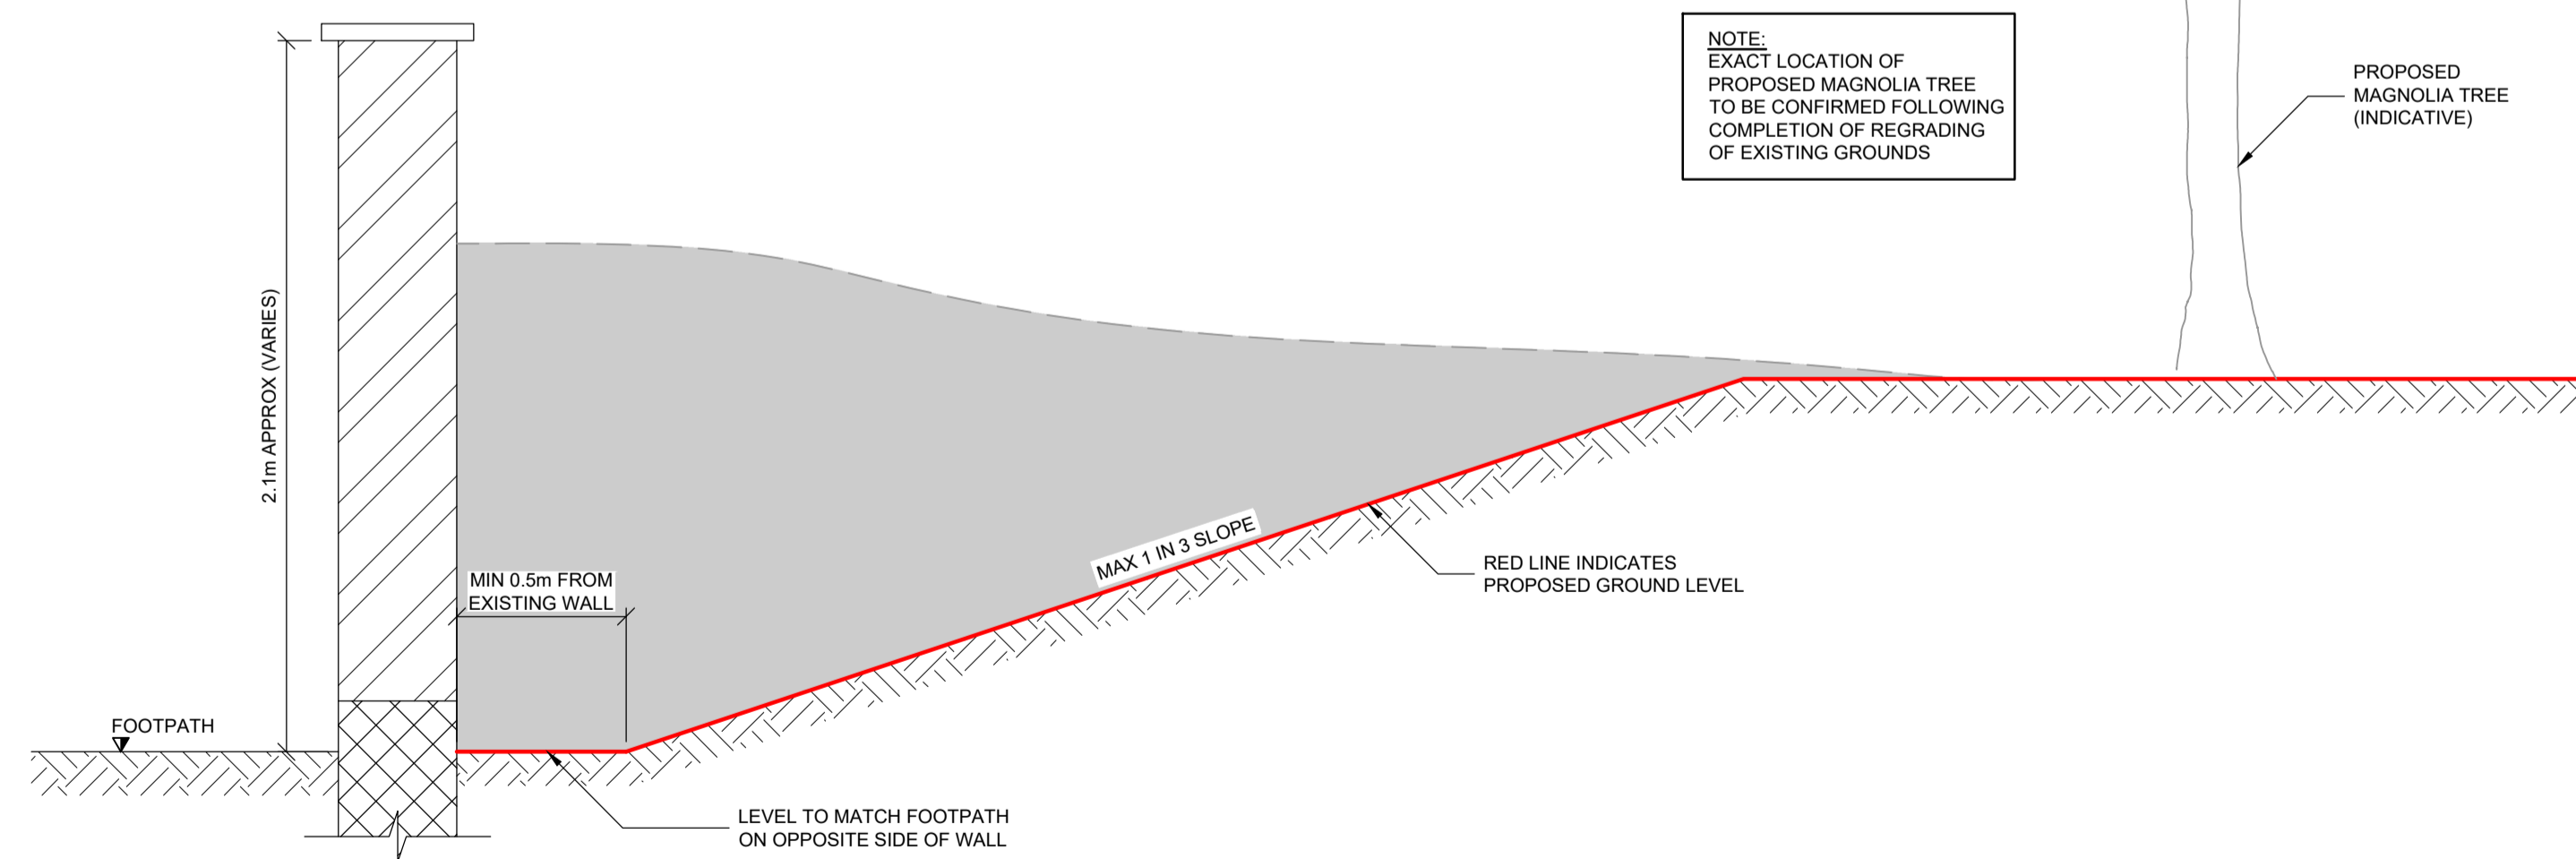 NOTE:
EXACT LOCATION OF
PROPOSED MAGNOLIA TREE
TO BE CONFIRMED FOLLOWING
COMPLETION OF REGRADING
OF EXISTING GROUNDS
PROPOSED
MAGNOLIA TREE
(INDICATIVE)
2.1m APPROX (VARIES)
MIN 0.5m FROM
EXISTING WALL
MAX 1 IN 3 SLOPE
RED LINE INDICATES
PROPOSED GROUND LEVEL
FOOTPATH
LEVEL TO MATCH FOOTPATH
ON OPPOSITE SIDE OF WALL